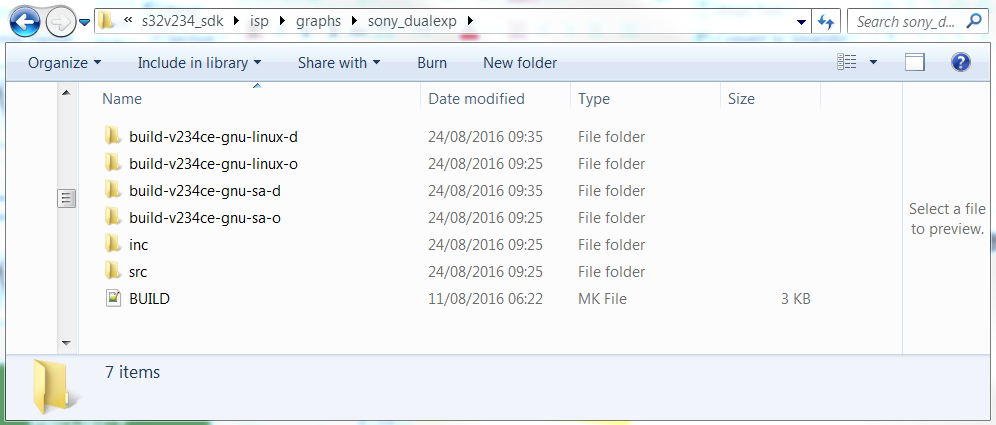 « s32v234_sdk isp graphs sony_dualexp Search sony_d...
Organize Include in library Share with Burn New folder
Name Date modified Type Size
build-v234ce-gnu-linux-d 24/08/2016 09:35 File folder
build-v234ce-gnu-linux-o 24/08/2016 09:25 File folder
build-v234ce-gnu-sa-d 24/08/2016 09:35 File folder
build-v234ce-gnu-sa-o 24/08/2016 09:25 File folder
inc 24/08/2016 09:25 File folder
src 24/08/2016 09:25 File folder
BUILD 11/08/2016 06:22 MK File 3 KB
Select a file
to preview.
7 items